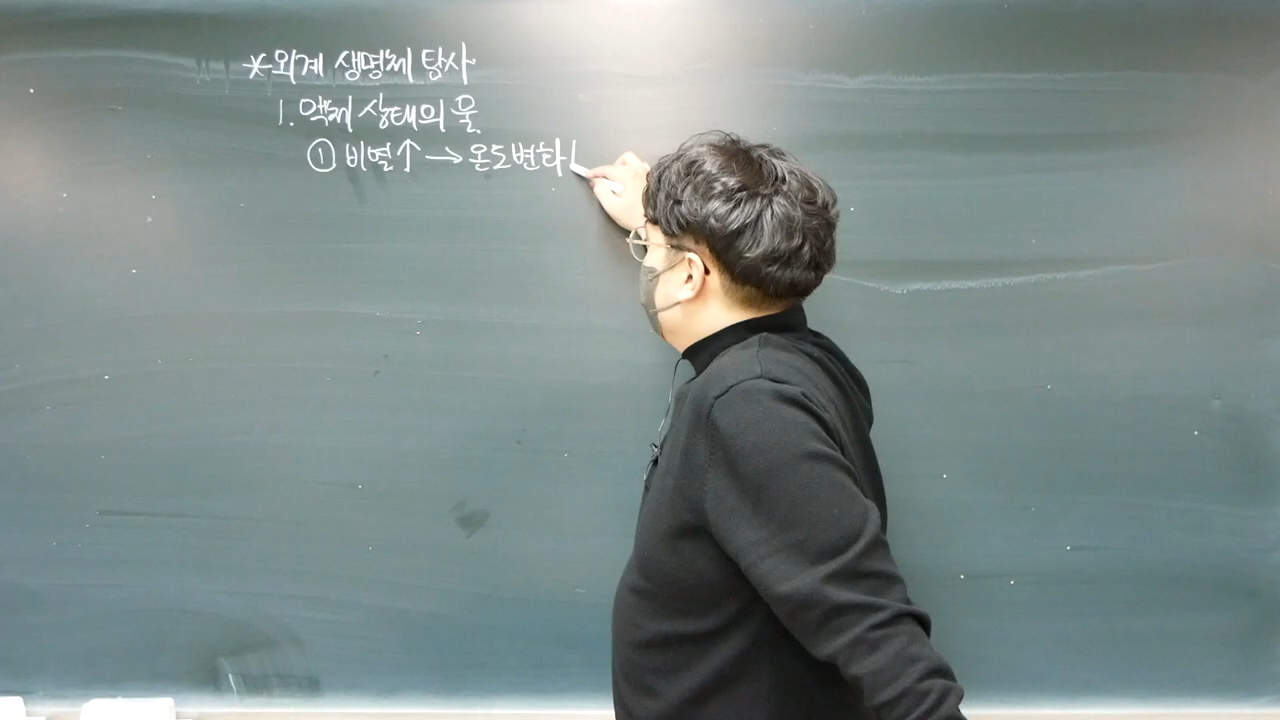 *외계 생명체 탐사
1. 액체 상태의 물
① 비열↑ → 온도변화